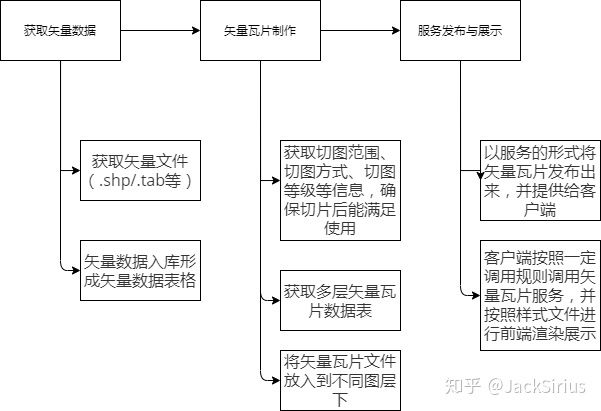 获取矢量数据
矢量瓦片制作
服务发布与展示
获取矢量文件
（.shp/.tab等）
矢量数据入库形
成矢量数据表格
获取切图范围、
切图方式、切图
等级等信息，确
保切片后能满足
使用
获取多层矢量瓦
片数据表
将矢量瓦片文件
放入到不同图层
下
以服务的形式将
矢量瓦片发布出
来，并提供给客
户端
客户端按照一定
调用规则调用矢
量瓦片服务，并
按照样式文件进
行前端渲染展示
知乎 @JackSirius